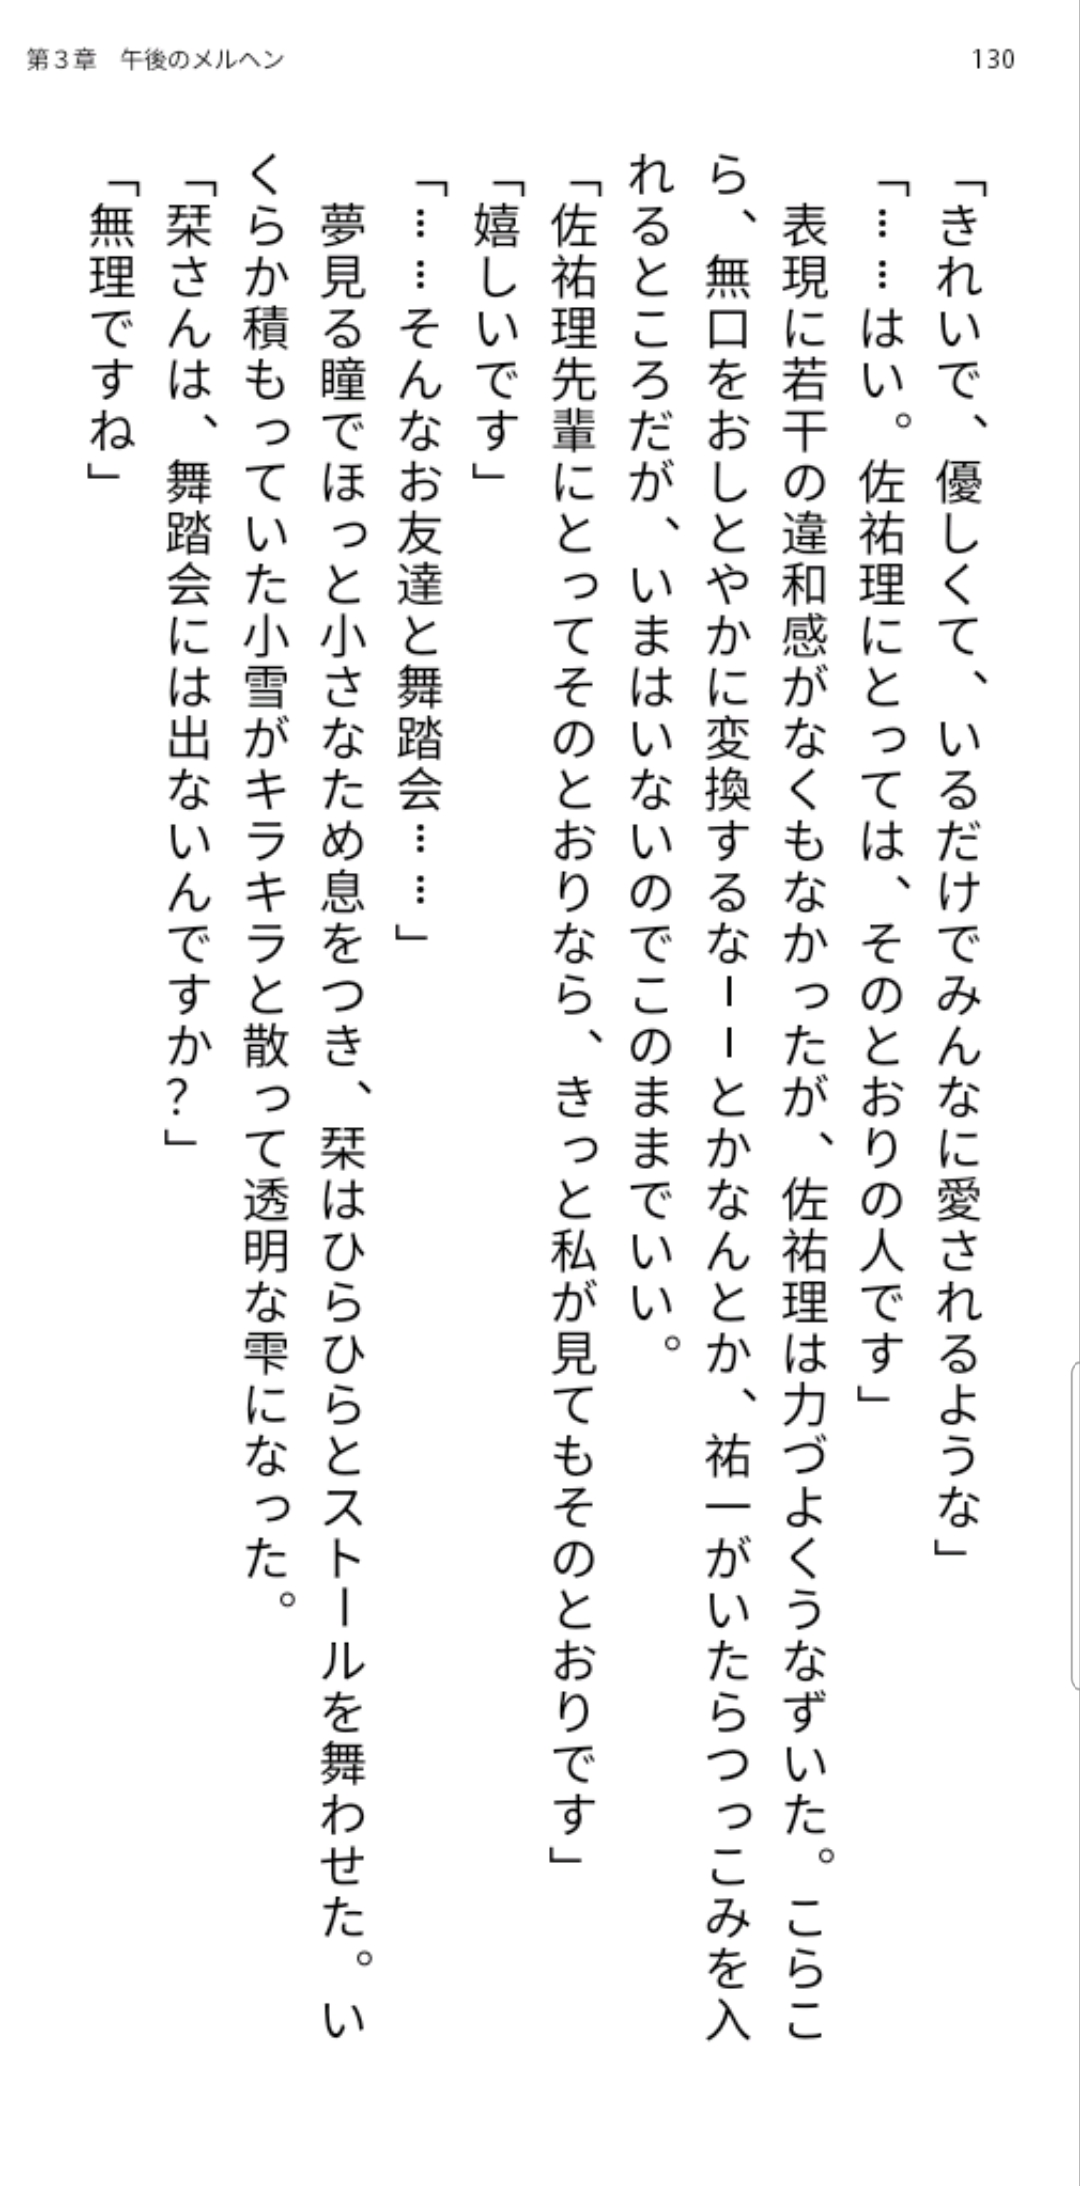 第３章　午後のメルヘン
130
「きれいで、優しくて、いるだけでみんなに愛されるような」
「……はい。佐祐理にとっては、そのとおりの人です」
　表現に若干の違和感がなくもなかったが、佐祐理は力づよくうなずいた。こらこ
ら、無口をおしとやかに変換するなーーとかなんとか、祐一がいたらつっこみを入
れるところだが、いまはいないのでこのままでいい。
「佐祐理先輩にとってそのとおりなら、きっと私が見てもそのとおりです」
「嬉しいです」
「……そんなお友達と舞踏会……」
　夢見る瞳でほっと小さなため息をつき、栞はひらひらとストールを舞わせた。い
くらか積もっていた小雪がキラキラと散って透明な雫になった。
「栞さんは、舞踏会には出ないんですか？」
「無理ですね」